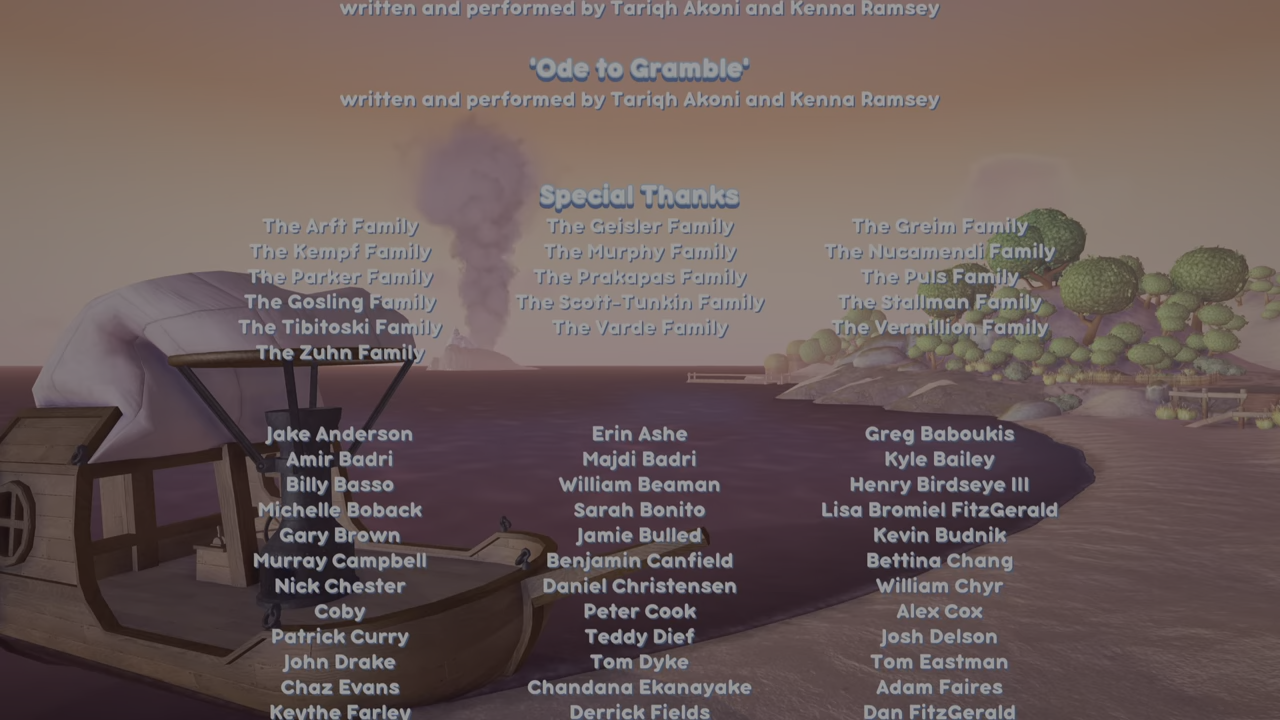 written and performed by Tariqh Akoni and Kenna Ramsey
'Ode to Gramble'
written and performed by Tariqh Akoni and Kenna Ramsey
Special Thanks
The Arft Family The Geisler Family The Greim Family
The Kempf Family The Murphy Family The Nucamendi Family
The Parker Family The Prakapas Family The Puls Family
The Gosling Family The Scott-Tunkin Family The Stallman Family
The Tibitoski Family The Varde Family The Vermillion Family
The Zuhn Family
Jake Anderson Erin Ashe Greg Baboukis
Amir Badri Majdi Badri Kyle Bailey
Billy Basso William Beaman Henry Birdseye III
Michelle Boback Sarah Bonito Lisa Bromiel FitzGerald
Gary Brown Jamie Bulled Kevin Budnik
Murray Campbell Benjamin Canfield Bettina Chang
Nick Chester Daniel Christensen William Chyr
Coby Peter Cook Alex Cox
Patrick Curry Teddy Dief Josh Delson
John Drake Tom Dyke Tom Eastman
Chaz Evans Chandana Ekanayake Adam Faires
Keythe Farley Derrick Fields Dan FitzGerald